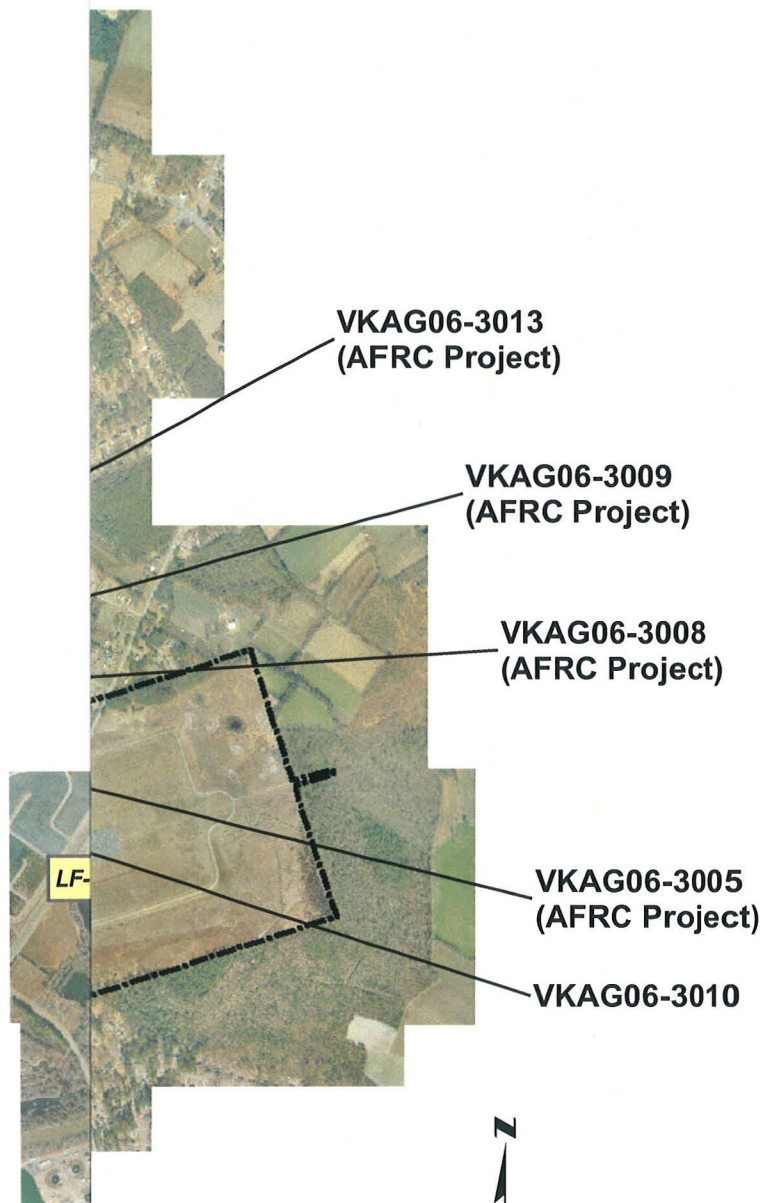 VKAG06-3013
(AFRC Project)
VKAG06-3009
(AFRC Project)
VKAG06-3008
(AFRC Project)
LF-
VKAG06-3005
(AFRC Project)
VKAG06-3010
N